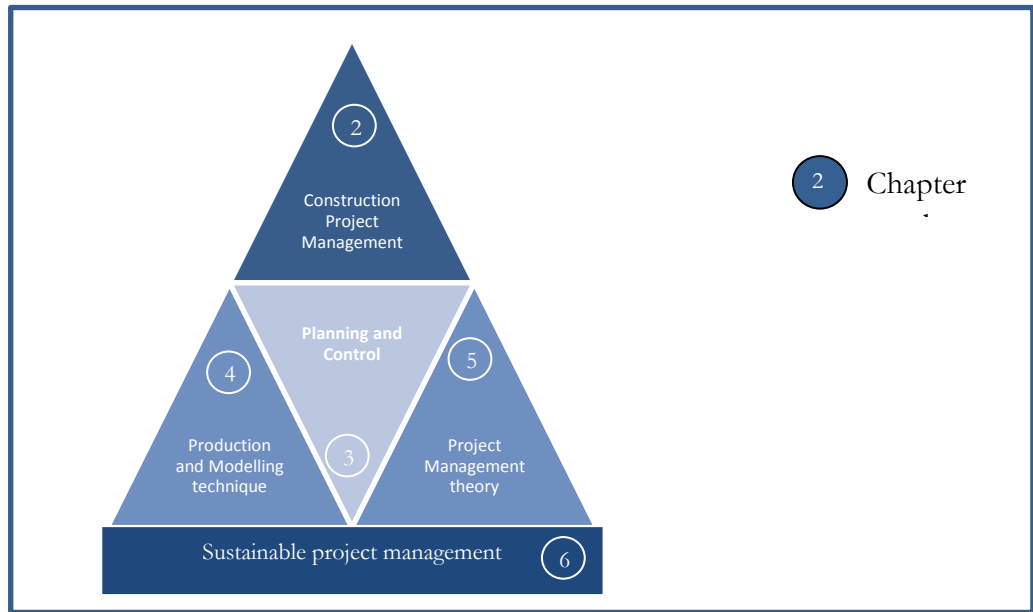 2
Construction
Project
Management
2 Chapter
Planning and
Control
4
5
Production
and Modelling
technique
3
Project
Management
theory
Sustainable project management
6